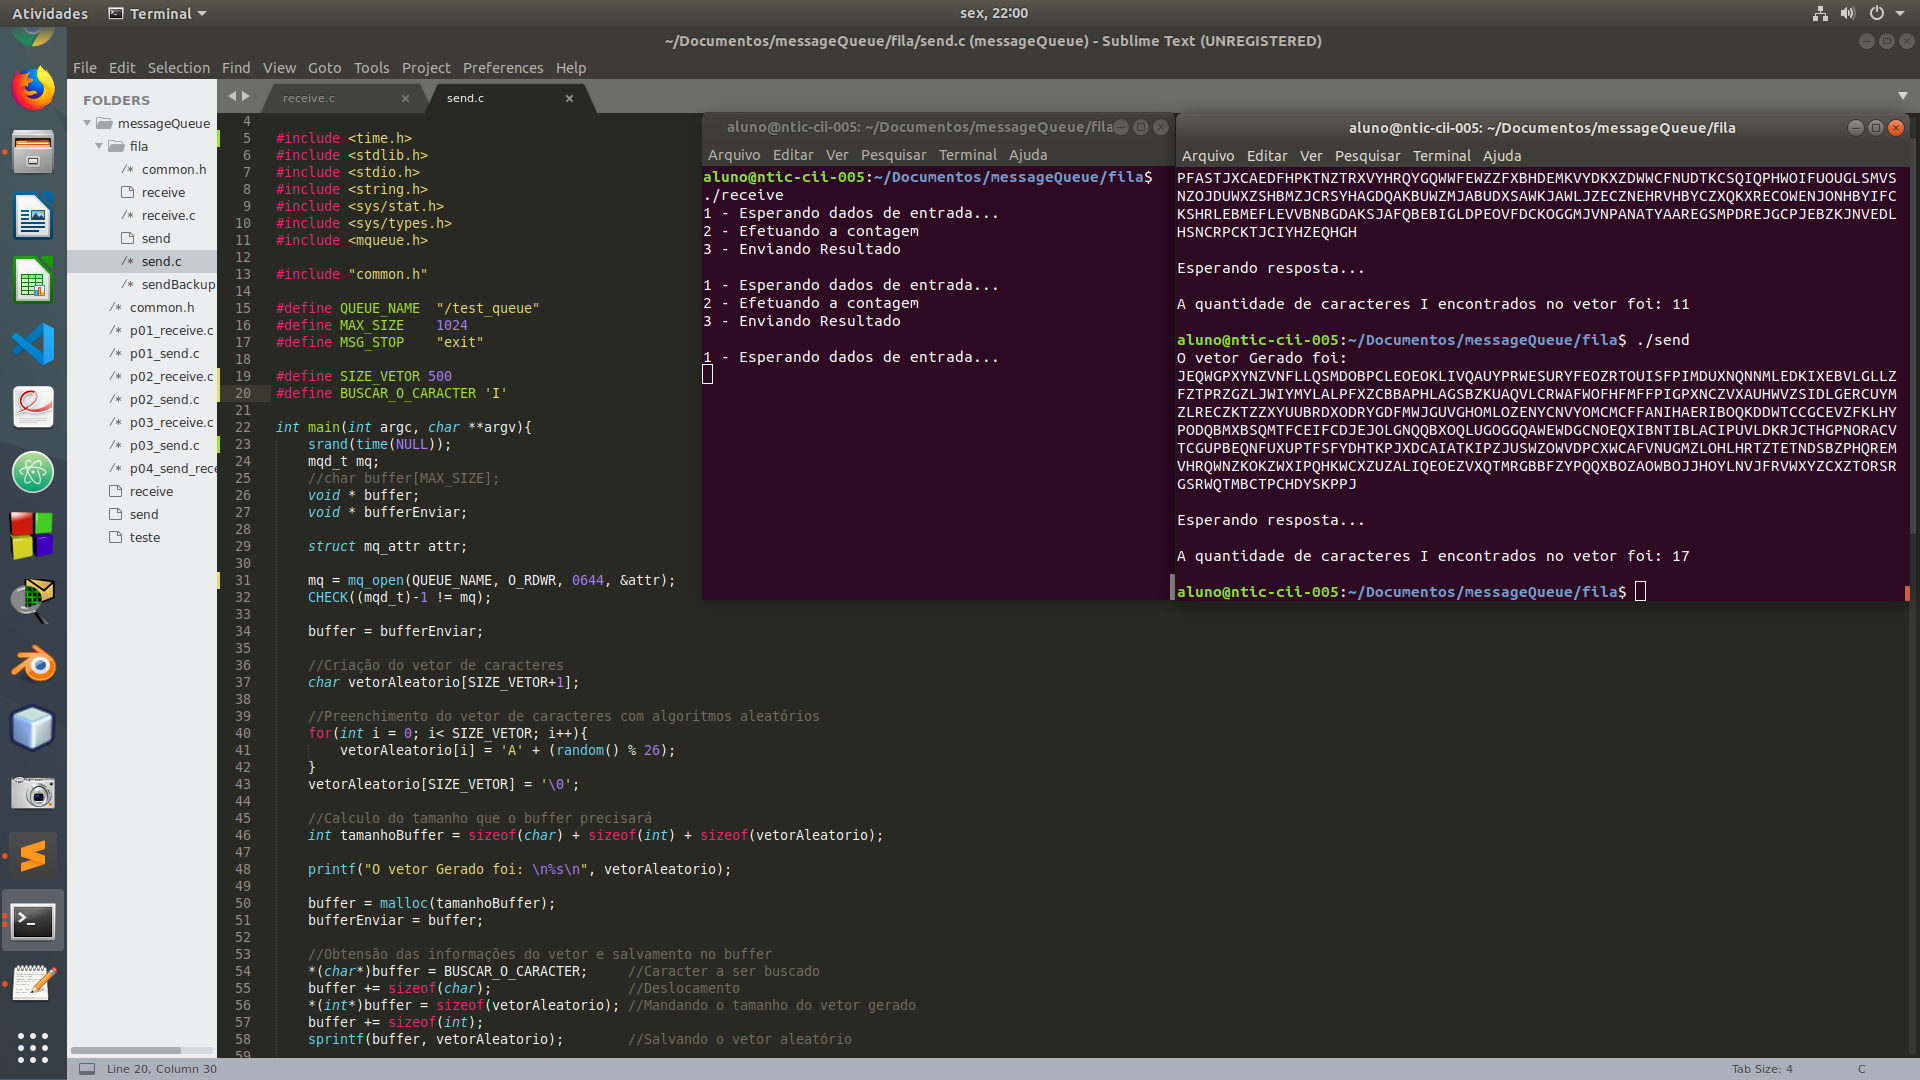 Atividades
Terminal
sex, 22:00
~/Documentos/messageQueue/fila/send.c (messageQueue) - Sublime Text (UNREGISTERED)
File Edit Selection Find View Goto Tools Project Preferences Help
FOLDERS
messageQueue
fila
/* common.h
receive
/* receive.c
send
/* send.c
/* sendBackup
/* common.h
/* p01_receive.c
/* p01_send.c
/* p02_receive.c
/* p02_send.c
/* p03_receive.c
/* p03_send.c
/* p04_send_rece
receive
send
teste
receive.c
send.c
4
5 #include <time.h>
6 #include <stdlib.h>
7 #include <stdio.h>
8 #include <string.h>
9 #include <sys/stat.h>
10 #include <sys/types.h>
11 #include <mqueue.h>
12
13 #include "common.h"
14
15 #define QUEUE_NAME  "/test_queue"
16 #define MAX_SIZE    1024
17 #define MSG_STOP    "exit"
18
19 #define SIZE_VETOR 500
20 #define BUSCAR_O_CARACTER 'I'
21
22 int main(int argc, char **argv){
23     srand(time(NULL));
24     mqd_t mq;
25     //char buffer[MAX_SIZE];
26     void * buffer;
27     void * bufferEnviar;
28
29     struct mq_attr attr;
30
31     mq = mq_open(QUEUE_NAME, O_RDWR, 0644, &attr);
32     CHECK((mqd_t)-1 != mq);
33
34     buffer = bufferEnviar;
35
36     //Criação do vetor de caracteres
37     char vetorAleatorio[SIZE_VETOR+1];
38
39     //Preenchimento do vetor de caracteres com algoritmos aleatórios
40     for(int i = 0; i< SIZE_VETOR; i++){
41         vetorAleatorio[i] = 'A' + (random() % 26);
42     }
43     vetorAleatorio[SIZE_VETOR] = '\0';
44
45     //Calculo do tamanho que o buffer precisará
46     int tamanhoBuffer = sizeof(char) + sizeof(int) + sizeof(vetorAleatorio);
47
48     printf("O vetor Gerado foi: \n%s\n", vetorAleatorio);
49
50     buffer = malloc(tamanhoBuffer);
51     bufferEnviar = buffer;
52
53     //Obtensão das informações do vetor e salvamento no buffer
54     *(char*)buffer = BUSCAR_O_CARACTER;     //Caracter a ser buscado
55     buffer += sizeof(char);                 //Deslocamento
56     *(int*)buffer = sizeof(vetorAleatorio); //Mandando o tamanho do vetor gerado
57     buffer += sizeof(int);
58     sprintf(buffer, vetorAleatorio);        //Salvando o vetor aleatório
59
aluno@ntic-cii-005: ~/Documentos/messageQueue/fila
Arquivo Editar Ver Pesquisar Terminal Ajuda
aluno@ntic-cii-005:~/Documentos/messageQueue/fila$
./receive
1 - Esperando dados de entrada...
2 - Efetuando a contagem
3 - Enviando Resultado
1 - Esperando dados de entrada...
2 - Efetuando a contagem
3 - Enviando Resultado
1 - Esperando dados de entrada...
aluno@ntic-cii-005: ~/Documentos/messageQueue/fila
Arquivo Editar Ver Pesquisar Terminal Ajuda
PFASTJXCAEDFHPKTNZTRXVYHRQYGQWWFEWZZFXBHDEMKVYDKXZDWWCFNUDTKCSQIQPHWOIFUOUGLSMVS
NZOJDUWXZSHBMZJCRSYHAGDQAKBUWZMJABUDXSAWKJAWLJZECZNEHRVHBYCZXQKXRECOWENJONHBYIFC
KSHRLEBMEFLEVVBNBGDAKSJAFQBEBIGLDPEOVFDCKOGGMJVNPANATYAAREGSMPDREJGCPJEBZKJNVEDL
HSNCRPCKTJCIYHZEQHGH
Esperando resposta...
A quantidade de caracteres I encontrados no vetor foi: 11
aluno@ntic-cii-005:~/Documentos/messageQueue/fila$ ./send
O vetor Gerado foi:
JEQWGPXYNZVNFLLQSMDOBPCLEOEOKLIVQAUYPRWESURYFEOZRTOUISFPIMDUXNQNNMLEDKIXEBVLGLLZ
FZTPRZGZLJWIYMYLALPFXZCBBAPHLAGSBZKUAQVLCRWAFWOFHFMFFPIGPXNCZVXAUHWVZSIDLGERCUYM
ZLRECZKTZZXYUUBRDXODRYGDFMWJGUVGHOMLOZENYCNVYOMCMCFFANIHAERIBOQKDDWTCCGCEVZFKLHY
PODQBMXBSQMTFCEIFCDJEJOLGNQQBXOQLUGOGGQAWEWDGCNOEQXIBNTIBLACIPUVLDKRJCTHGPNORACV
TCGUPBEQNFUXUPTFSFYDHTKPJXDCAIATKIPZJUSWZOWVDPCXWCAFVNUGMZLOHLHRTZTETNDSBZPHQREM
VHRQWNZKOKZWXIPQHKWCXZUZALIQEOEZVXQTMRGBBFZYPQQXBOZAOWBOJJHOYLNVJFRVWXYZCXZTORSR
GSRWQTMBCTPCHDYSKPPJ
Esperando resposta...
A quantidade de caracteres I encontrados no vetor foi: 17
aluno@ntic-cii-005:~/Documentos/messageQueue/fila$
Line 20, Column 30
Tab Size: 4
C